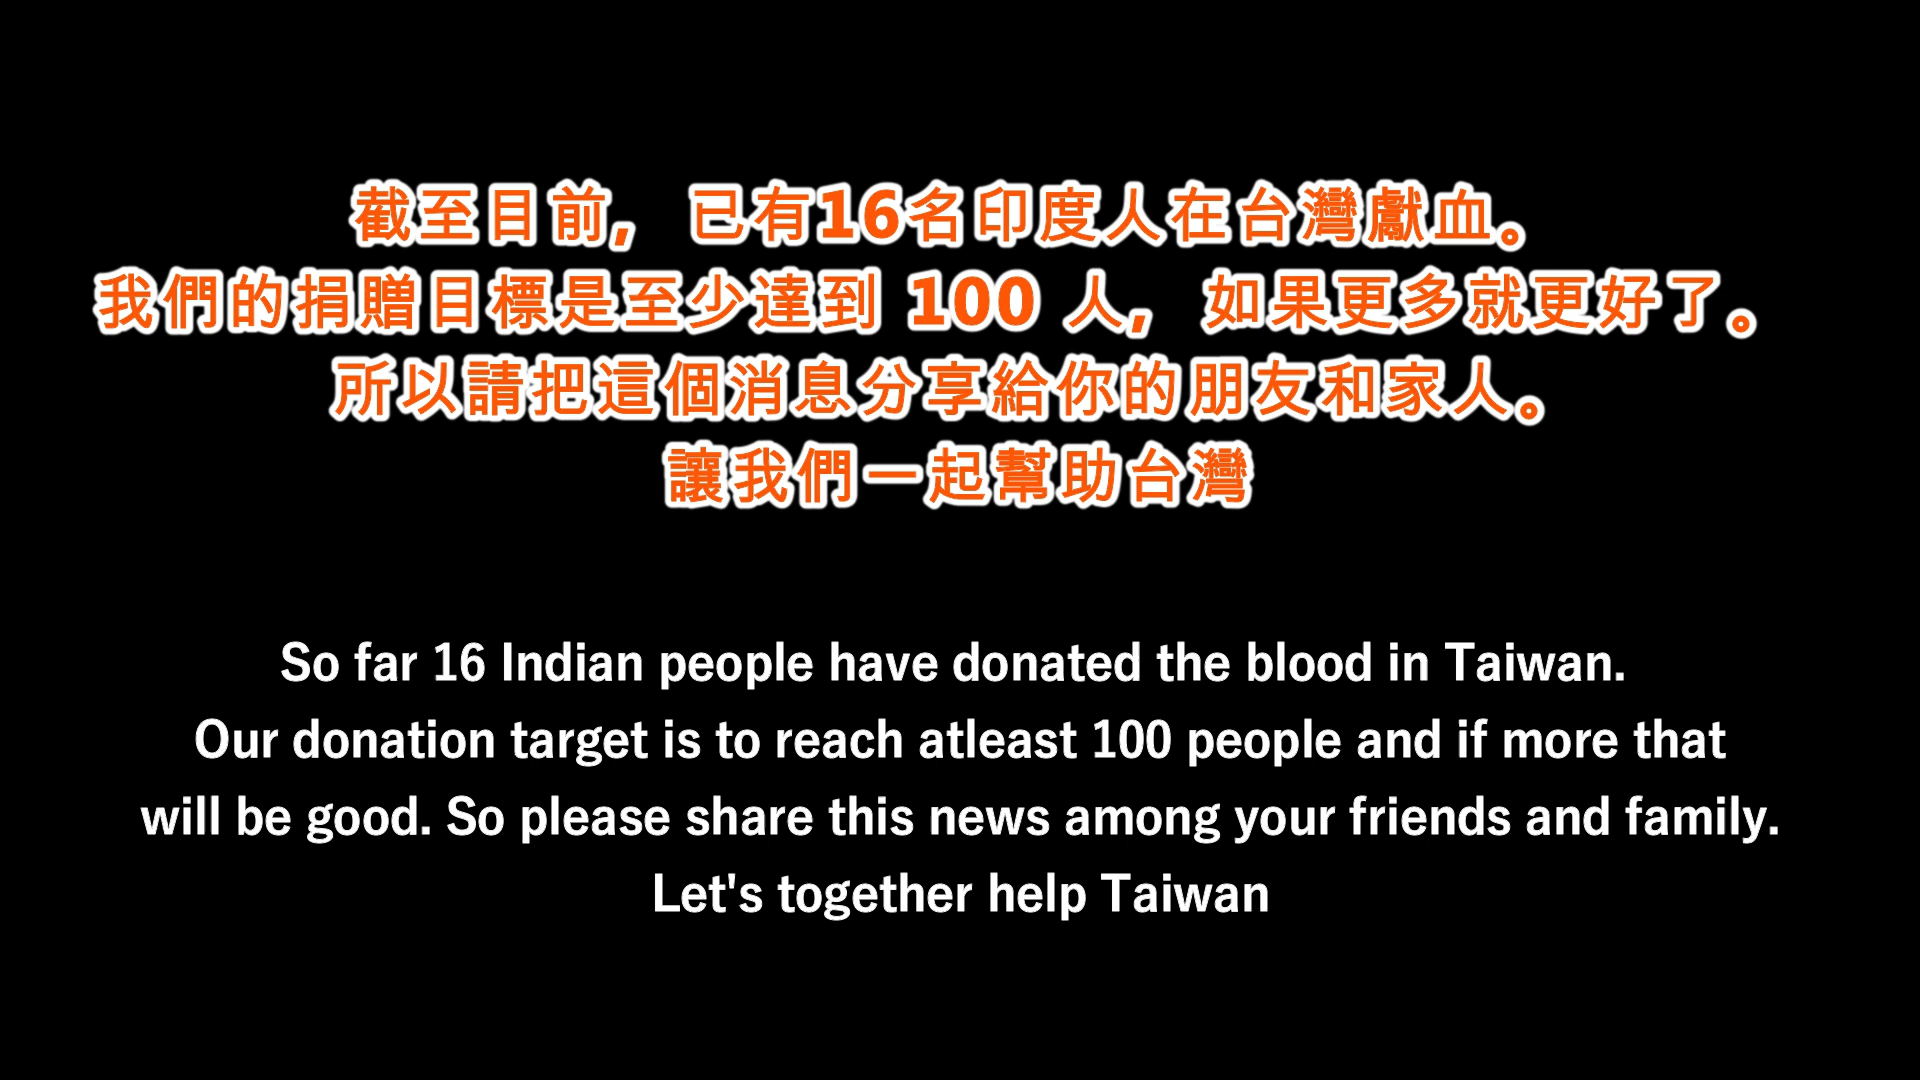 截至目前, 已有16名印度人在台灣獻血。
我們的捐贈目標是至少達到 100 人, 如果更多就更好了。
所以請把這個消息分享給你的朋友和家人。
讓我們一起幫助台灣
So far 16 Indian people have donated the blood in Taiwan.
Our donation target is to reach atleast 100 people and if more that
will be good. So please share this news among your friends and family.
Let's together help Taiwan